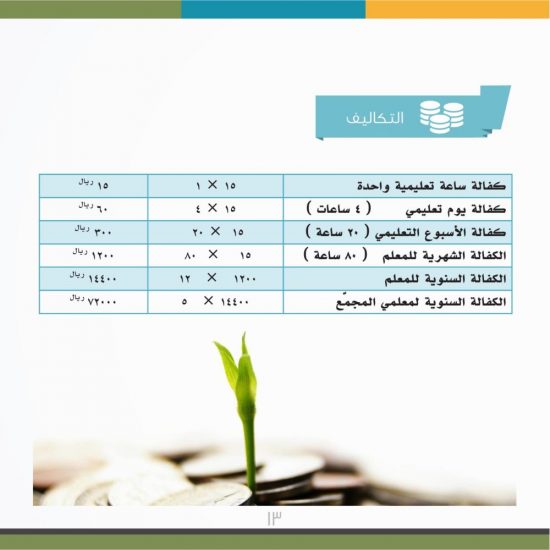 التكاليف
كفالة ساعة تعليمية واحدة ١٥ × ١ ١٥ ريال
كفالة يوم تعليمي ( ٤ ساعات ) ١٥ × ٤ ٦٠ ريال
كفالة الأسبوع التعليمي ( ٢٠ ساعة ) ١٥ × ٢٠ ٣٠٠ ريال
الكفالة الشهرية للمعلم ( ٨٠ ساعة ) ١٥ × ٨٠ ١٢٠٠ ريال
الكفالة السنوية للمعلم ١٢٠٠ × ١٢ ١٤٤٠٠ ريال
الكفالة السنوية لمعلمي المجمّع ١٤٤٠٠ × ٥ ٧٢٠٠٠ ريال
١٣